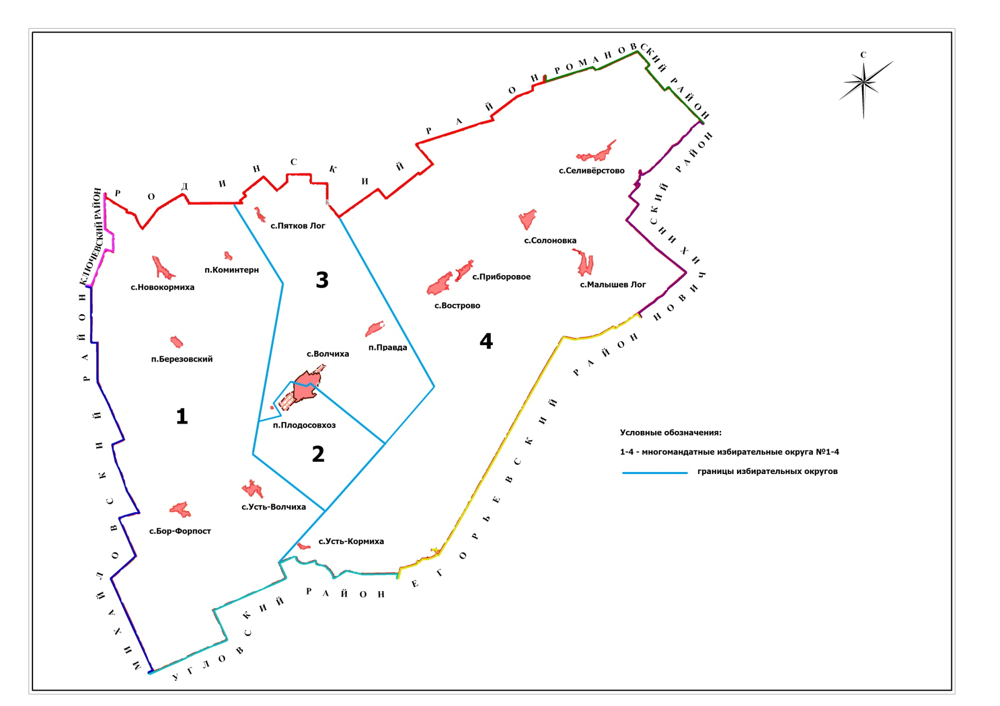 С
РОДИНСКИЙ РАЙОН
РОМАНОВСКИЙ РАЙОН
НОВИЧИХИНСКИЙ РАЙОН
КЛЮЧЕВСКИЙ РАЙОН
с.Селивёрстово
с.Пятков Лог
с.Солоновка
п.Коминтерн
с.Новокормиха
3
с.Приборовое
с.Малышев Лог
с.Вострово
4
п.Правда
с.Волчиха
п.Березовский
1
п.Плодосовхоз
2
МИХАЙЛОВСКИЙ РАЙОН
с.Усть-Волчиха
с.Бор-Форпост
с.Усть-Кормиха
ЕГОРЬЕВСКИЙ РАЙОН
УГЛОВСКИЙ РАЙОН
Условные обозначения:
1-4 - многомандатные избирательные округа №1-4
границы избирательных округов